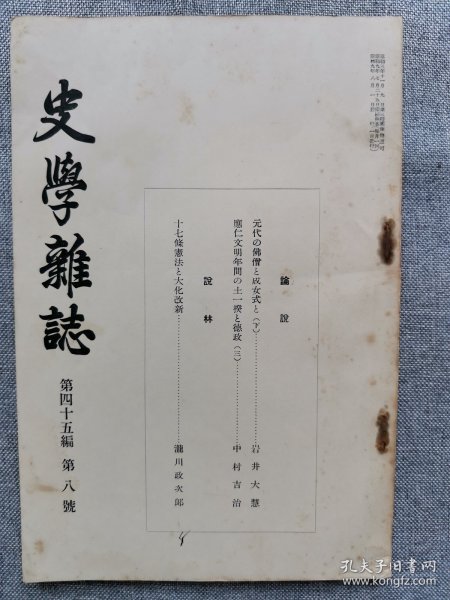 史學雜誌
第四十五編 第八號
論說
元代の佛僧と成女式と(下)…………岩井大慧
應仁文明年間の土一揆と德政(三)…………中村吉治
說林
十七條憲法と大化改新…………瀧川政次郎
孔夫子旧书网
www.kongfz.com